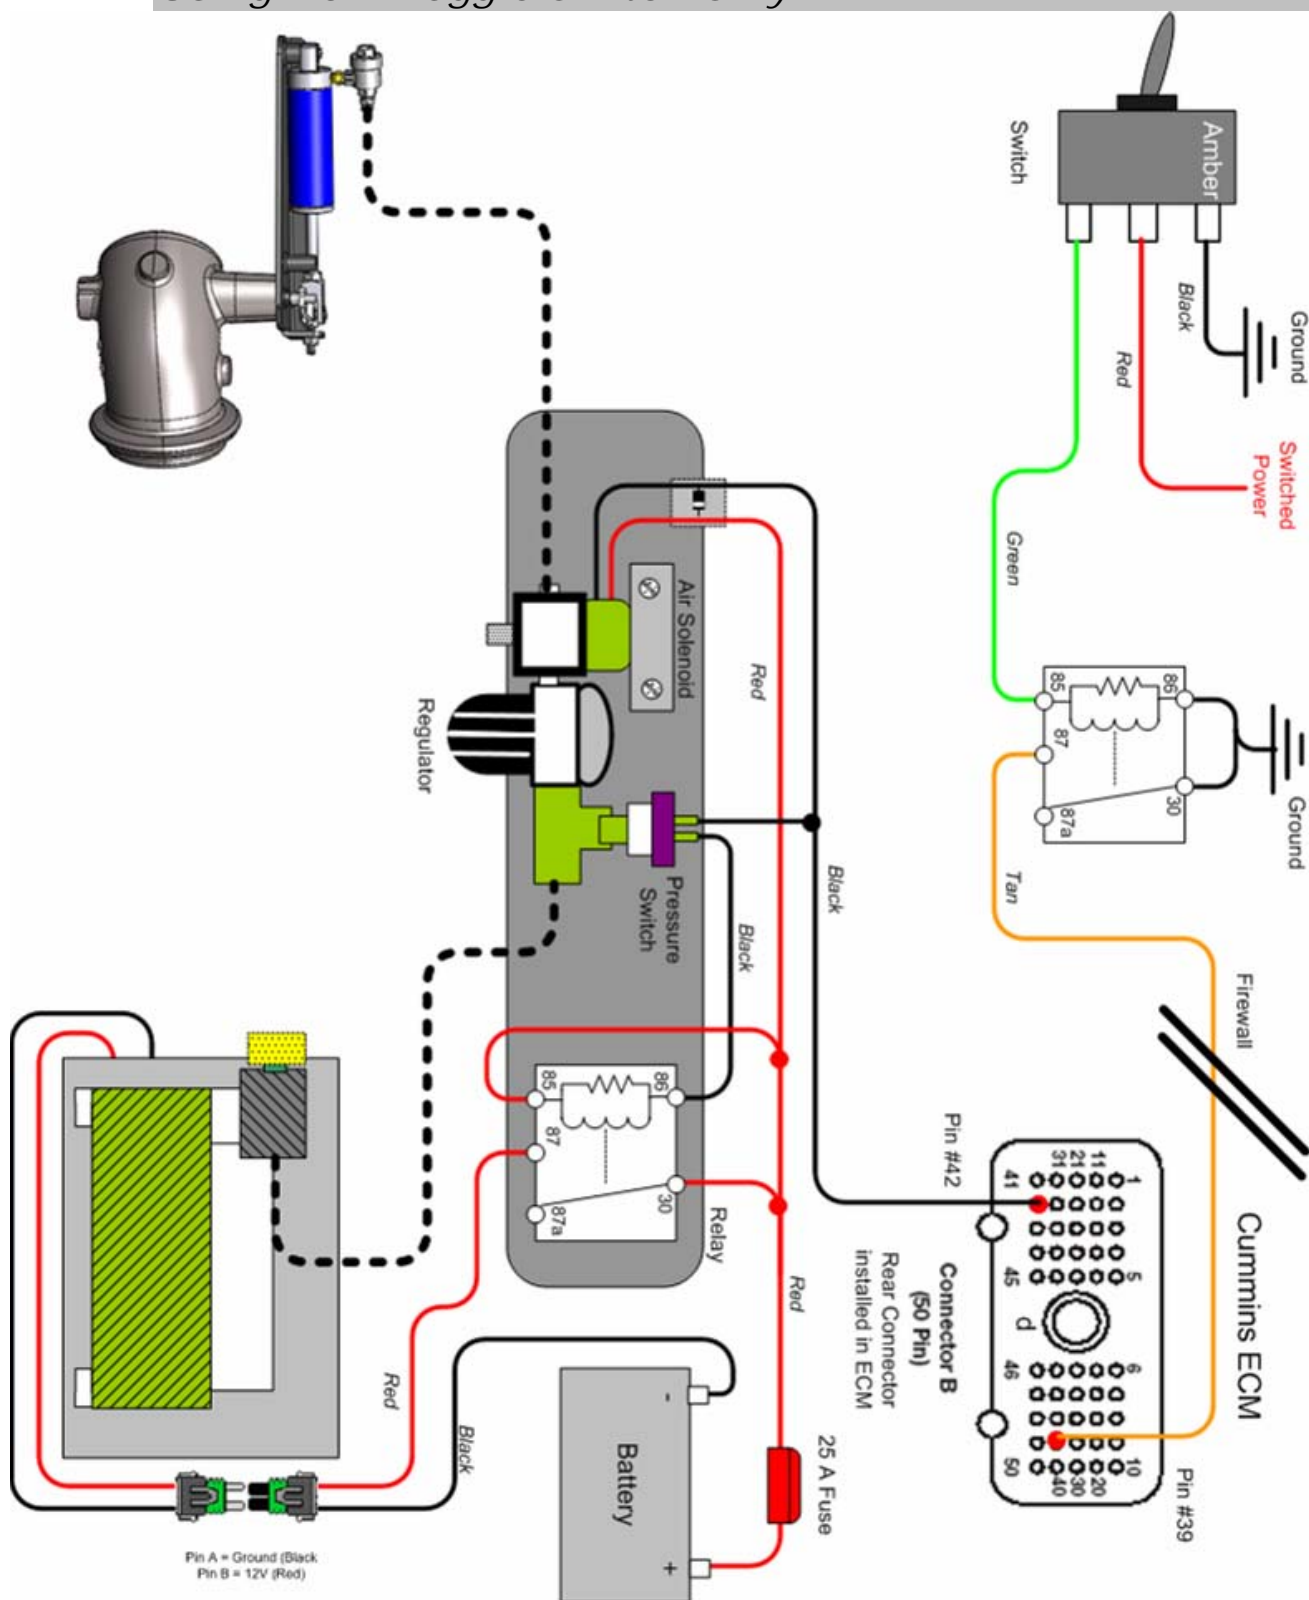 Amber
Switch
Black
Red
Ground
Switched
Power
Green
85
86
87
87a
30
Ground
Tan
Firewall
Air Solenoid
Red
Regulator
Pressure
Switch
Black
Black
85
86
87
87a
30
Relay
Red
Pin #42
Cummins ECM
41
31
21
11
1
45
5
d
46
6
50
40
30
20
10
Pin #39
Connector B
(50 Pin)
Rear Connector
installed in ECM
Red
Black
-
Battery
+
25 A Fuse
Pin A = Ground (Black
Pin B = 12V (Red)